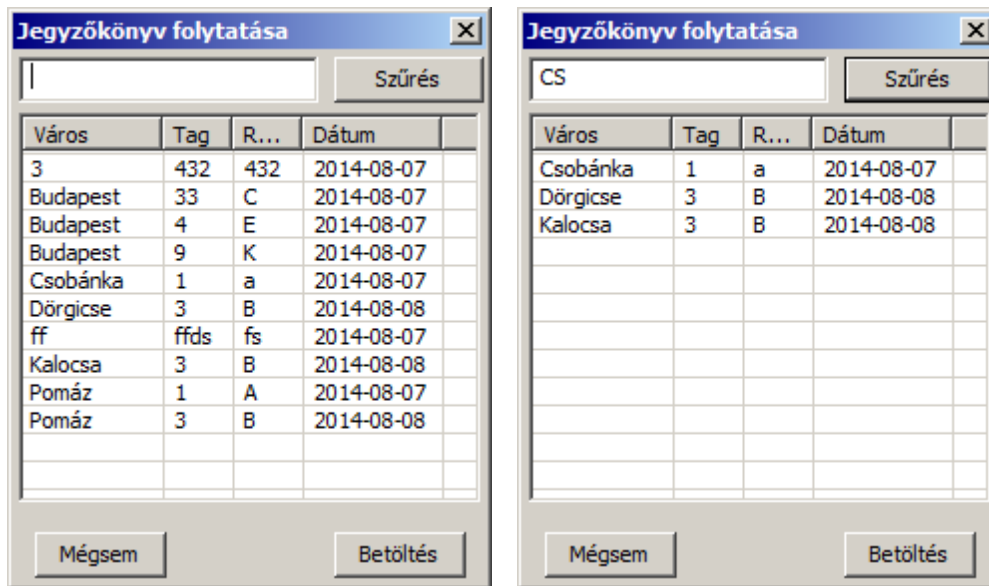 Jegyzőkönyv folytatása
Szűrés
Város Tag R... Dátum
3 432 432 2014-08-07
Budapest 33 C 2014-08-07
Budapest 4 E 2014-08-07
Budapest 9 K 2014-08-07
Csobánka 1 a 2014-08-07
Dörgicse 3 B 2014-08-08
ff ffds fs 2014-08-07
Kalocsa 3 B 2014-08-08
Pomáz 1 A 2014-08-07
Pomáz 3 B 2014-08-08
Mégsem Betöltés
Jegyzőkönyv folytatása
CS Szűrés
Város Tag R... Dátum
Csobánka 1 a 2014-08-07
Dörgicse 3 B 2014-08-08
Kalocsa 3 B 2014-08-08
Mégsem Betöltés